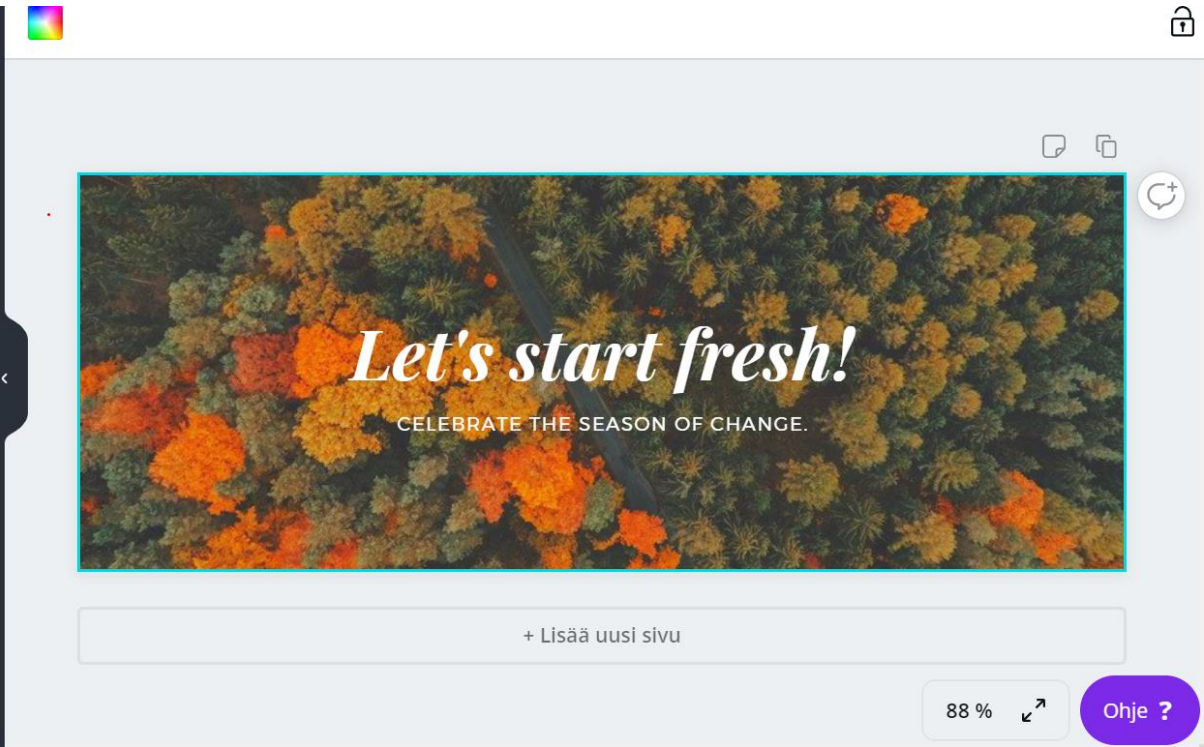 Let's start fresh!
CELEBRATE THE SEASON OF CHANGE.
+ Lisää uusi sivu
88 %
Ohje ?